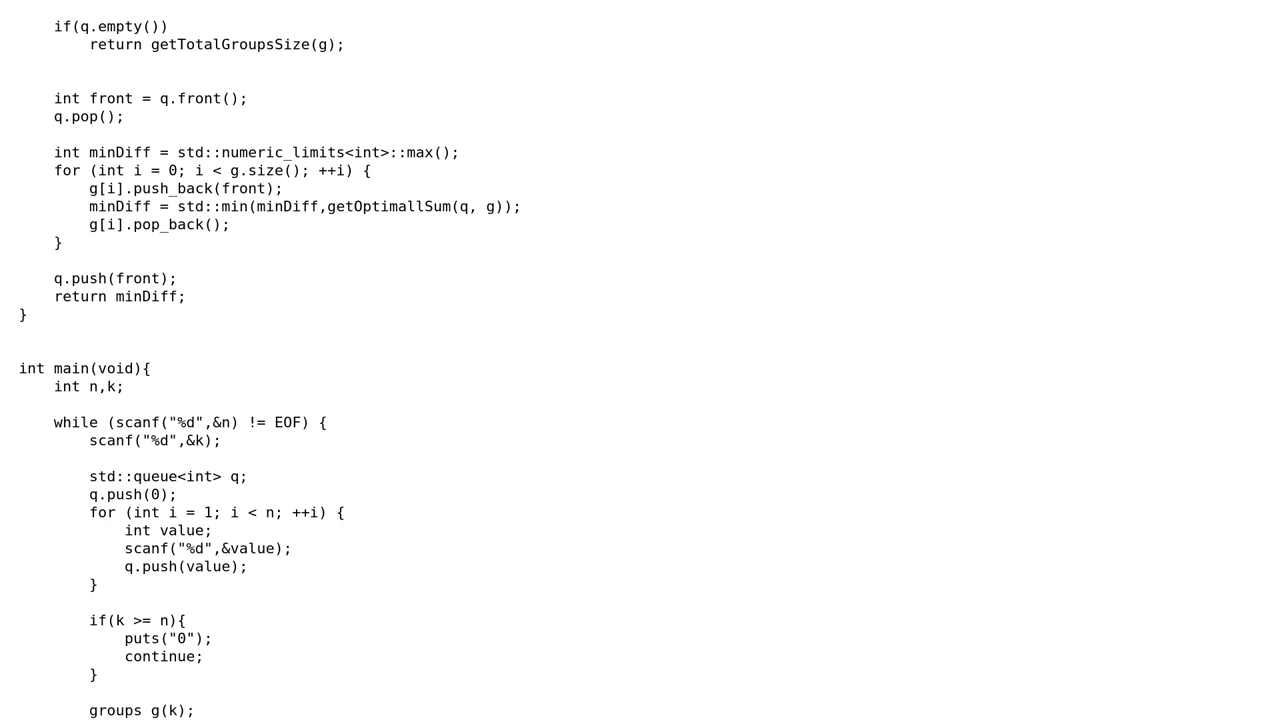 if(q.empty())
        return getTotalGroupsSize(g);


    int front = q.front();
    q.pop();

    int minDiff = std::numeric_limits<int>::max();
    for (int i = 0; i < g.size(); ++i) {
        g[i].push_back(front);
        minDiff = std::min(minDiff,getOptimallSum(q, g));
        g[i].pop_back();
    }

    q.push(front);
    return minDiff;
}


int main(void){
    int n,k;

    while (scanf("%d",&n) != EOF) {
        scanf("%d",&k);

        std::queue<int> q;
        q.push(0);
        for (int i = 1; i < n; ++i) {
            int value;
            scanf("%d",&value);
            q.push(value);
        }

        if(k >= n){
            puts("0");
            continue;
        }

        groups g(k);